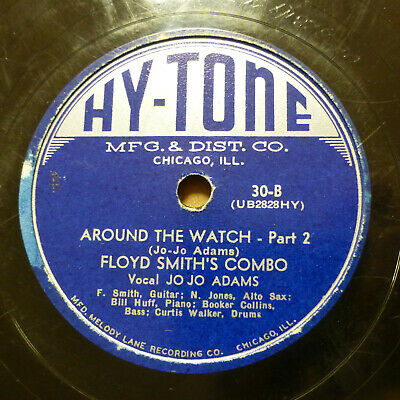 HY-TONE
MFG. & DIST. CO.
CHICAGO, ILL.
30-B
(UB2828HY)
AROUND THE WATCH - Part 2
(Jo-Jo Adams)
FLOYD SMITH'S COMBO
Vocal JO JO ADAMS
F. Smith, Guitar; N. Jones, Alto Sax;
Bill Huff, Piano; Booker Collins,
Bass; Curtis Walker, Drums
MFD. MELODY LANE RECORDING CO. CHICAGO, ILL.